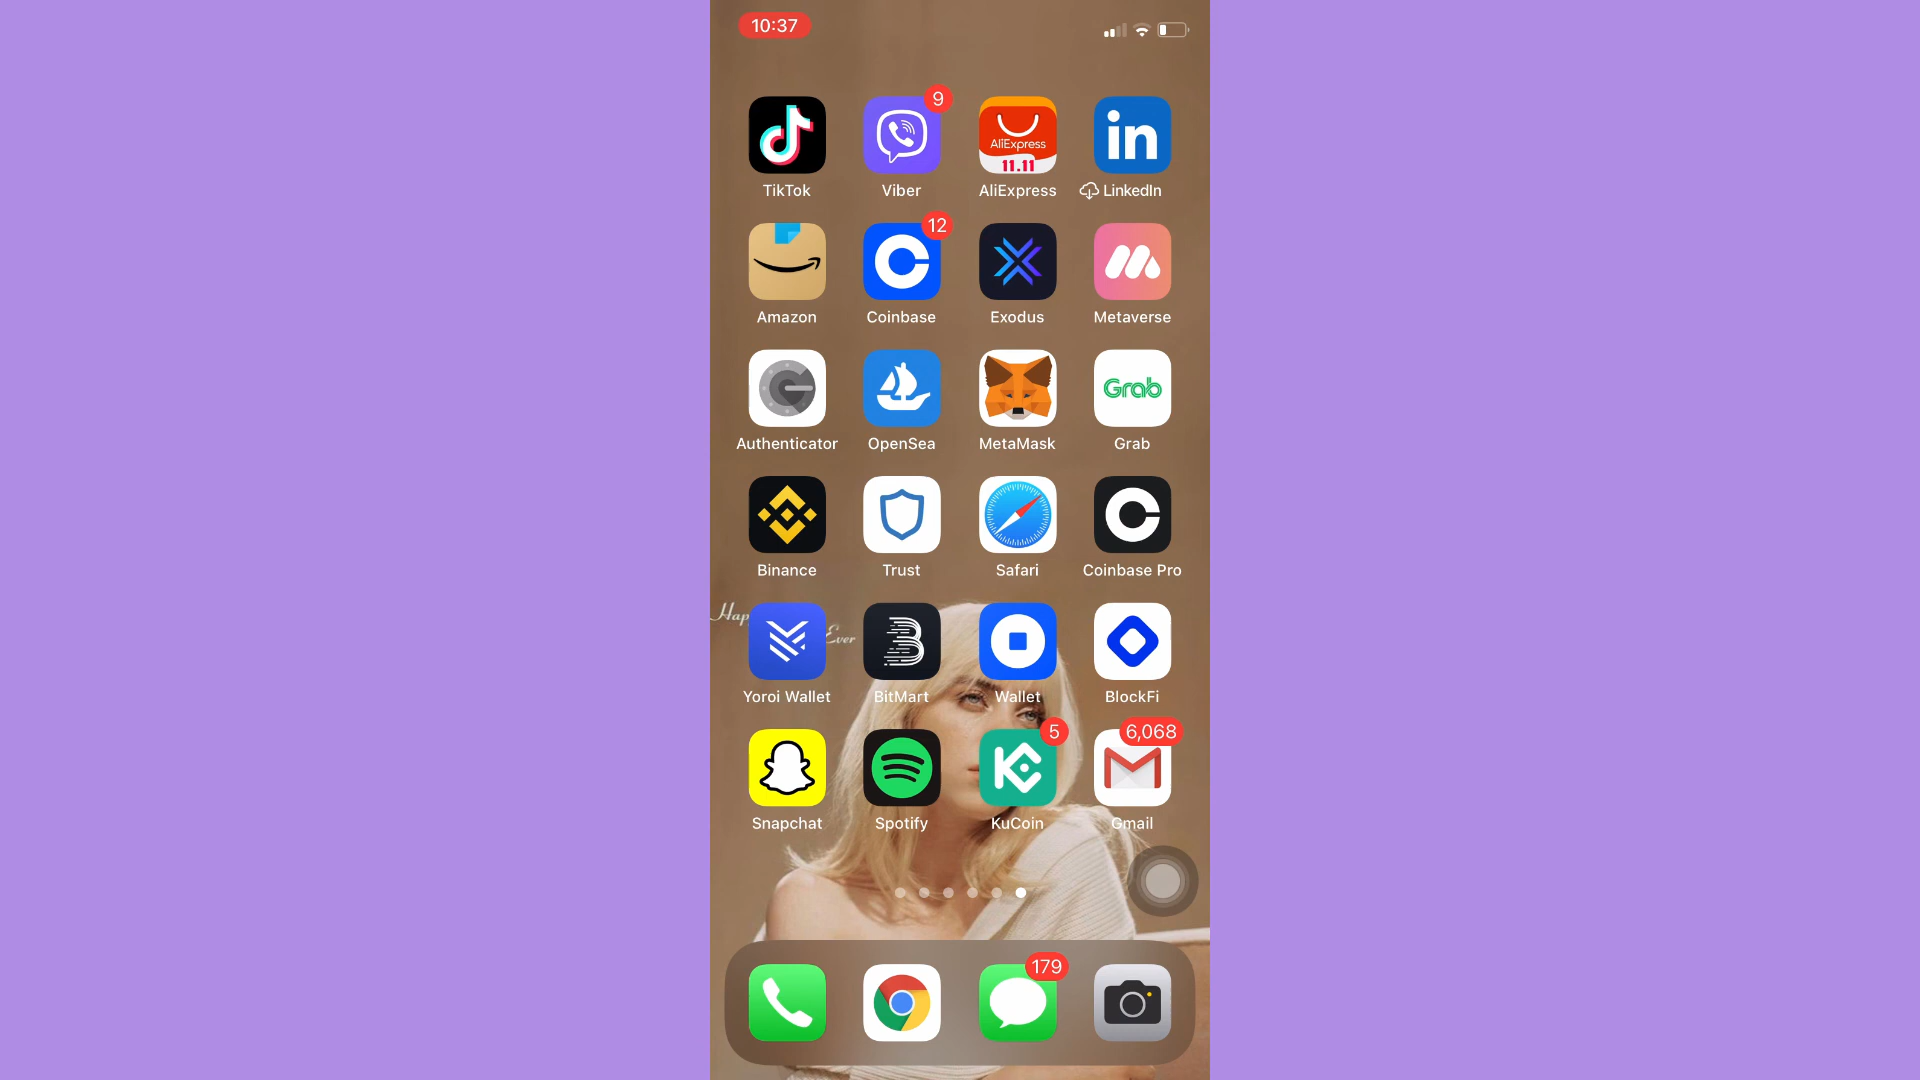 10:37
9
AliExpress
11.11
in
TikTok
Viber
AliExpress
LinkedIn
12
Amazon
Coinbase
Exodus
Metaverse
Grab
Authenticator
OpenSea
MetaMask
Grab
Binance
Trust
Safari
Coinbase Pro
Hap
Ever
Yoroi Wallet
BitMart
Wallet
BlockFi
5
6,068
Snapchat
Spotify
KuCoin
Gmail
179